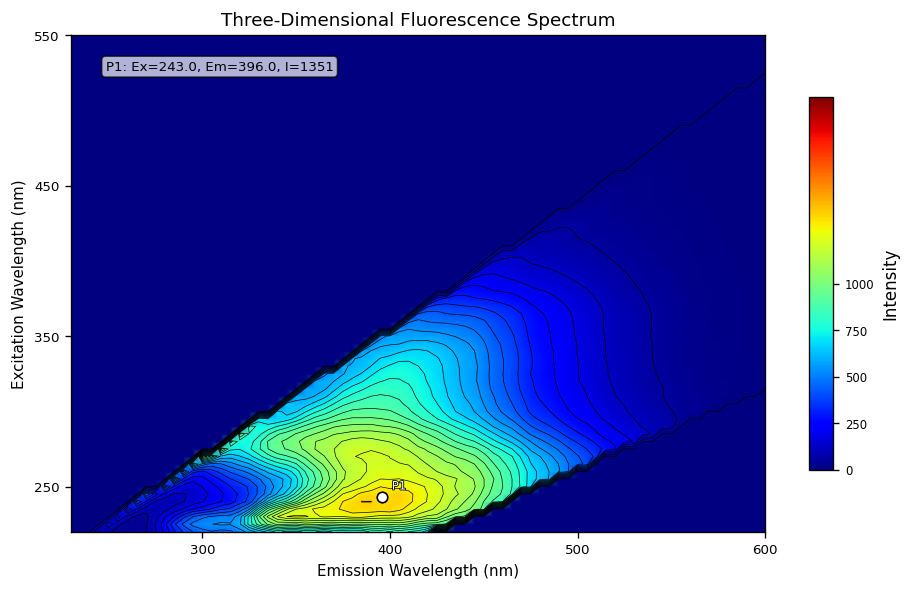 Three-Dimensional Fluorescence Spectrum
P1: Ex=243.0, Em=396.0, I=1351
P1
550
450
350
250
Excitation Wavelength (nm)
300
400
500
600
Emission Wavelength (nm)
1000
750
500
250
0
Intensity